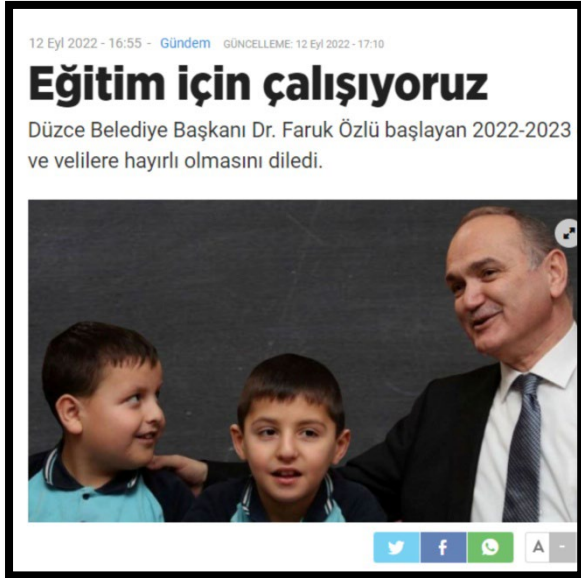 12 Eyl 2022 - 16:55 - Gündem GÜNCELLEME: 12 Eyl 2022 - 17:10
Eğitim için çalışıyoruz
Düzce Belediye Başkanı Dr. Faruk Özlü başlayan 2022-2023
ve velilere hayırlı olmasını diledi.
A -